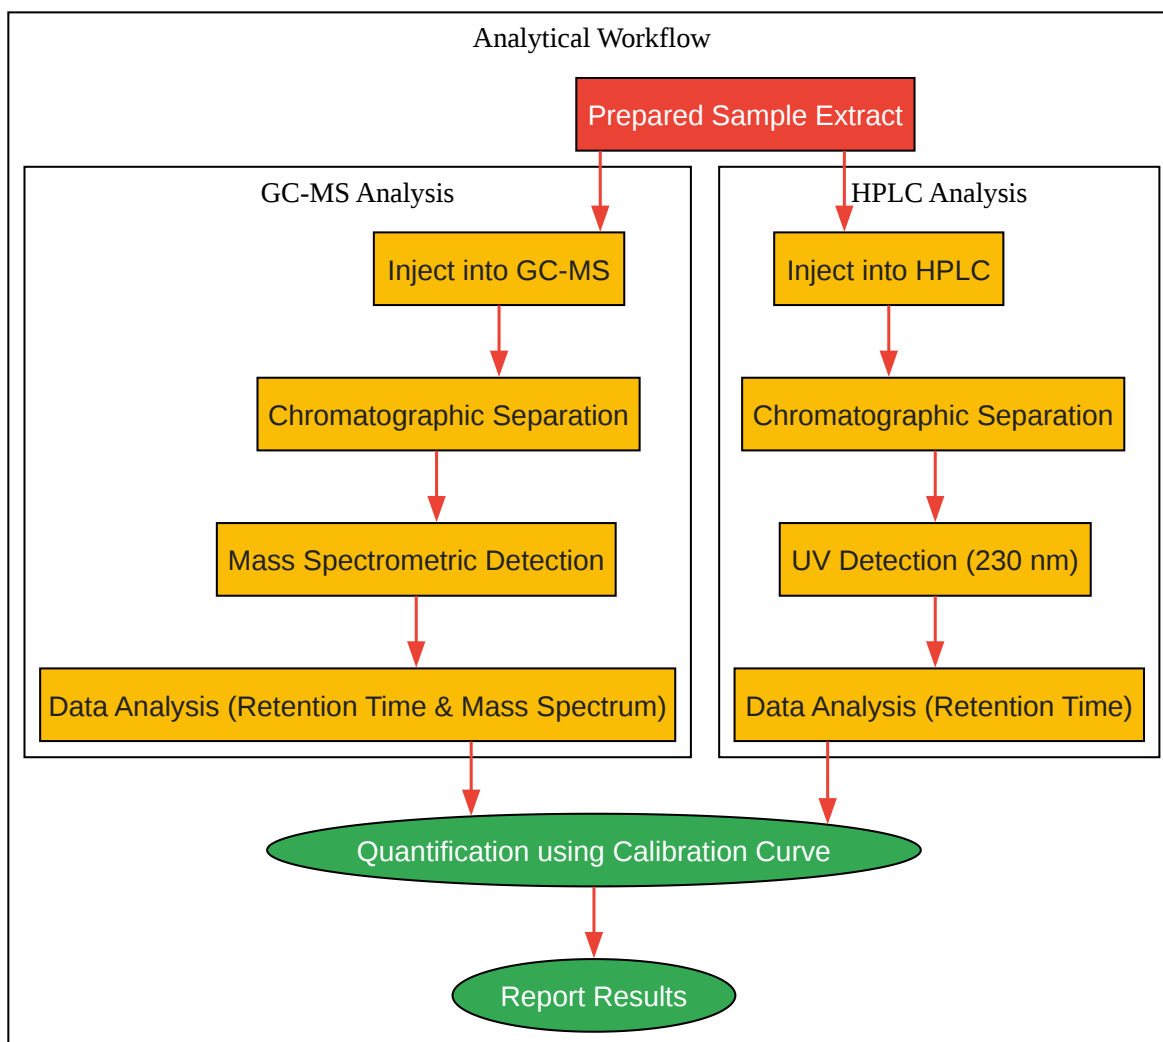 Analytical Workflow
Prepared Sample Extract
GC-MS Analysis
Inject into GC-MS
Chromatographic Separation
Mass Spectrometric Detection
Data Analysis (Retention Time & Mass Spectrum)
HPLC Analysis
Inject into HPLC
Chromatographic Separation
UV Detection (230 nm)
Data Analysis (Retention Time)
Quantification using Calibration Curve
Report Results